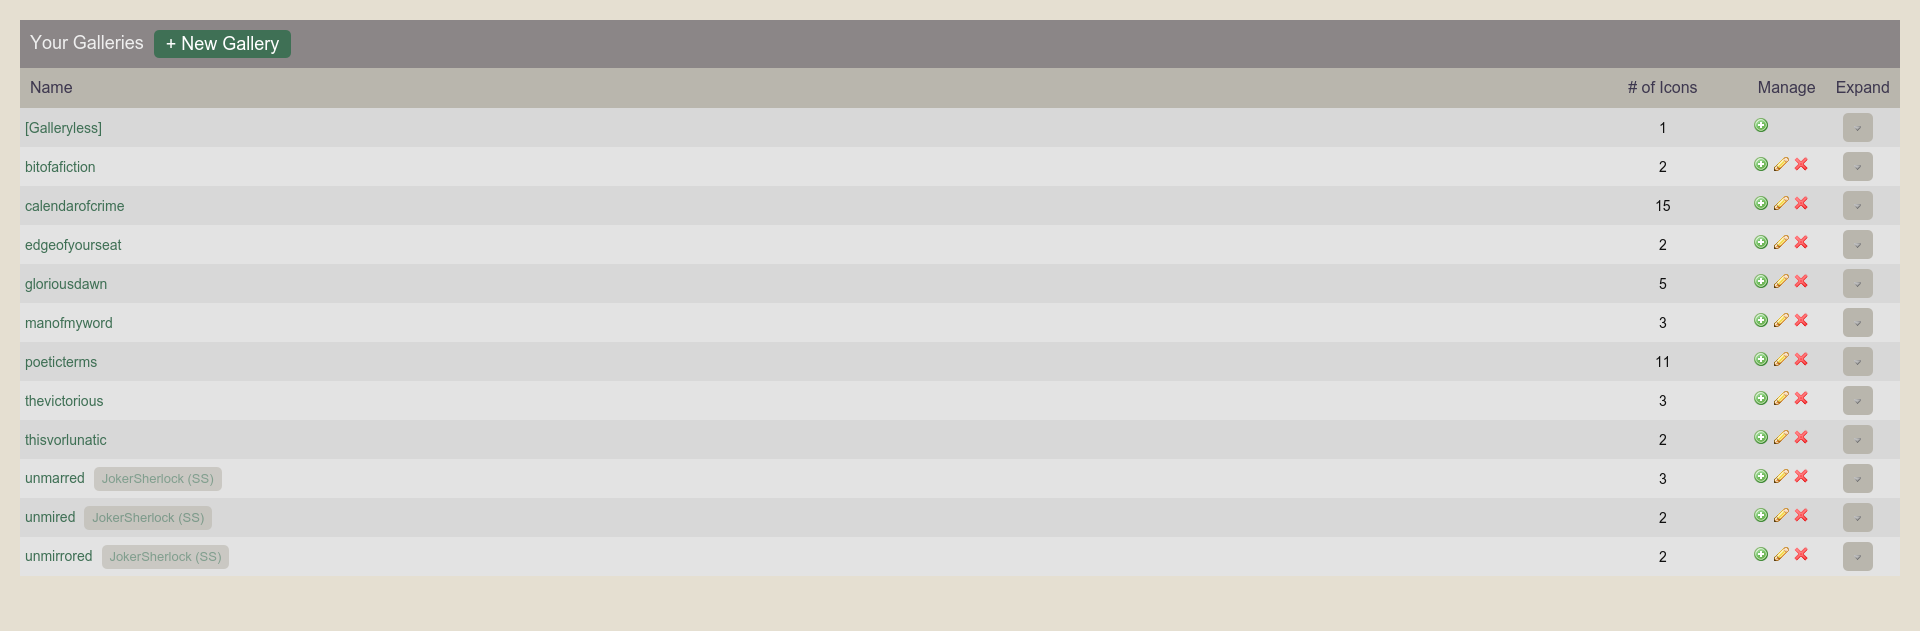 Your Galleries + New Gallery
Name # of Icons Manage Expand
[Galleryless] 1
bitofafiction 2
calendarofcrime 15
edgeofyourseat 2
gloriousdawn 5
manofmyword 3
poeticterms 11
thevictorious 3
thisvorlunatic 2
unmarred JokerSherlock (SS) 3
unmired JokerSherlock (SS) 2
unmirrored JokerSherlock (SS) 2